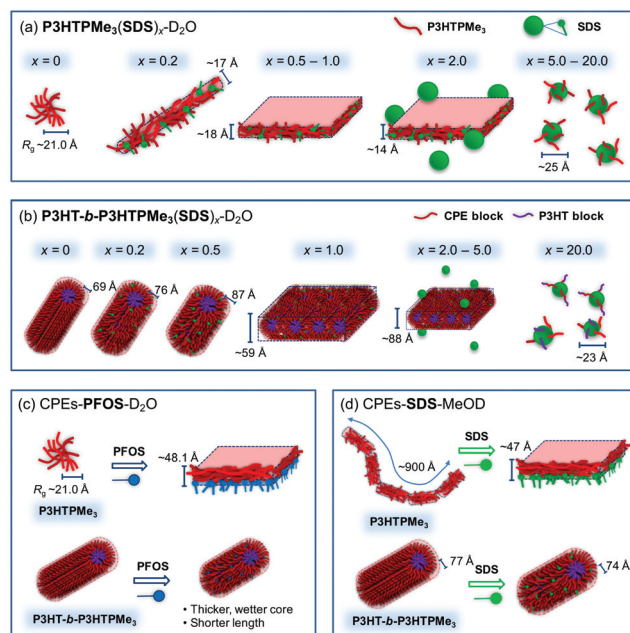 (a) P3HTPMe₃(SDS)ₓ-D₂O
P3HTPMe₃
SDS
x = 0
x = 0.2
x = 0.5 – 1.0
x = 2.0
x = 5.0 – 20.0
~17 Å
Rg ~21.0 Å
~18 Å
~14 Å
~25 Å
(b) P3HT-b-P3HTPMe₃(SDS)ₓ-D₂O
CPE block
P3HT block
x = 0
x = 0.2
x = 0.5
x = 1.0
x = 2.0 – 5.0
x = 20.0
69 Å
76 Å
87 Å
~59 Å
~88 Å
~23 Å
(c) CPEs-PFOS-D₂O
PFOS
~48.1 Å
Rg ~21.0 Å
P3HTPMe₃
PFOS
P3HT-b-P3HTPMe₃
• Thicker, wetter core
• Shorter length
(d) CPEs-SDS-MeOD
SDS
~47 Å
~900 Å
P3HTPMe₃
SDS
77 Å
74 Å
P3HT-b-P3HTPMe₃